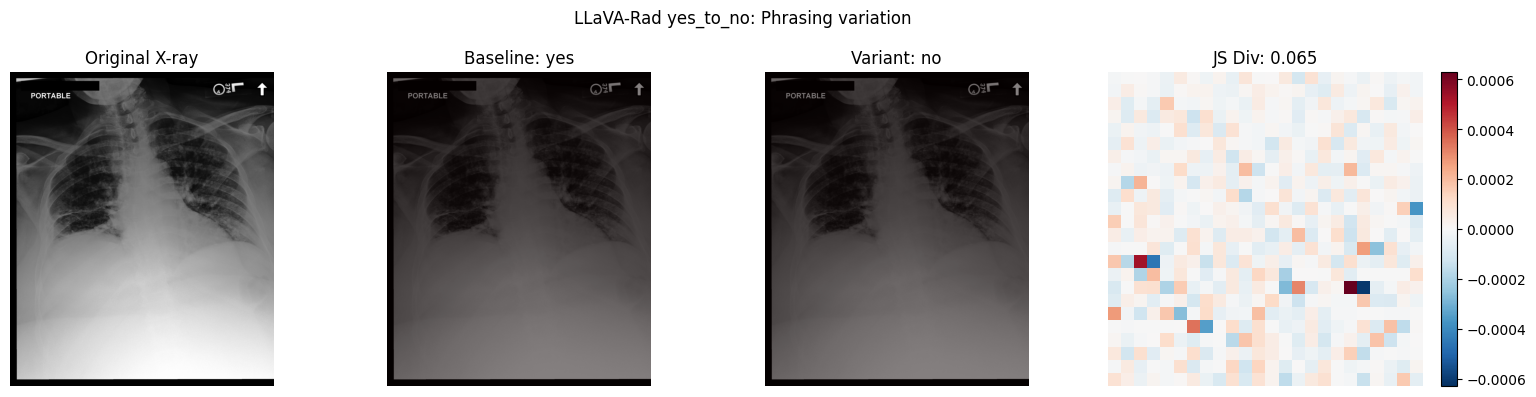 LLaVA-Rad yes_to_no: Phrasing variation
Original X-ray
Baseline: yes
Variant: no
JS Div: 0.065
PORTABLE
PORTABLE
PORTABLE
0.0006
0.0004
0.0002
0.0000
−0.0002
−0.0004
−0.0006